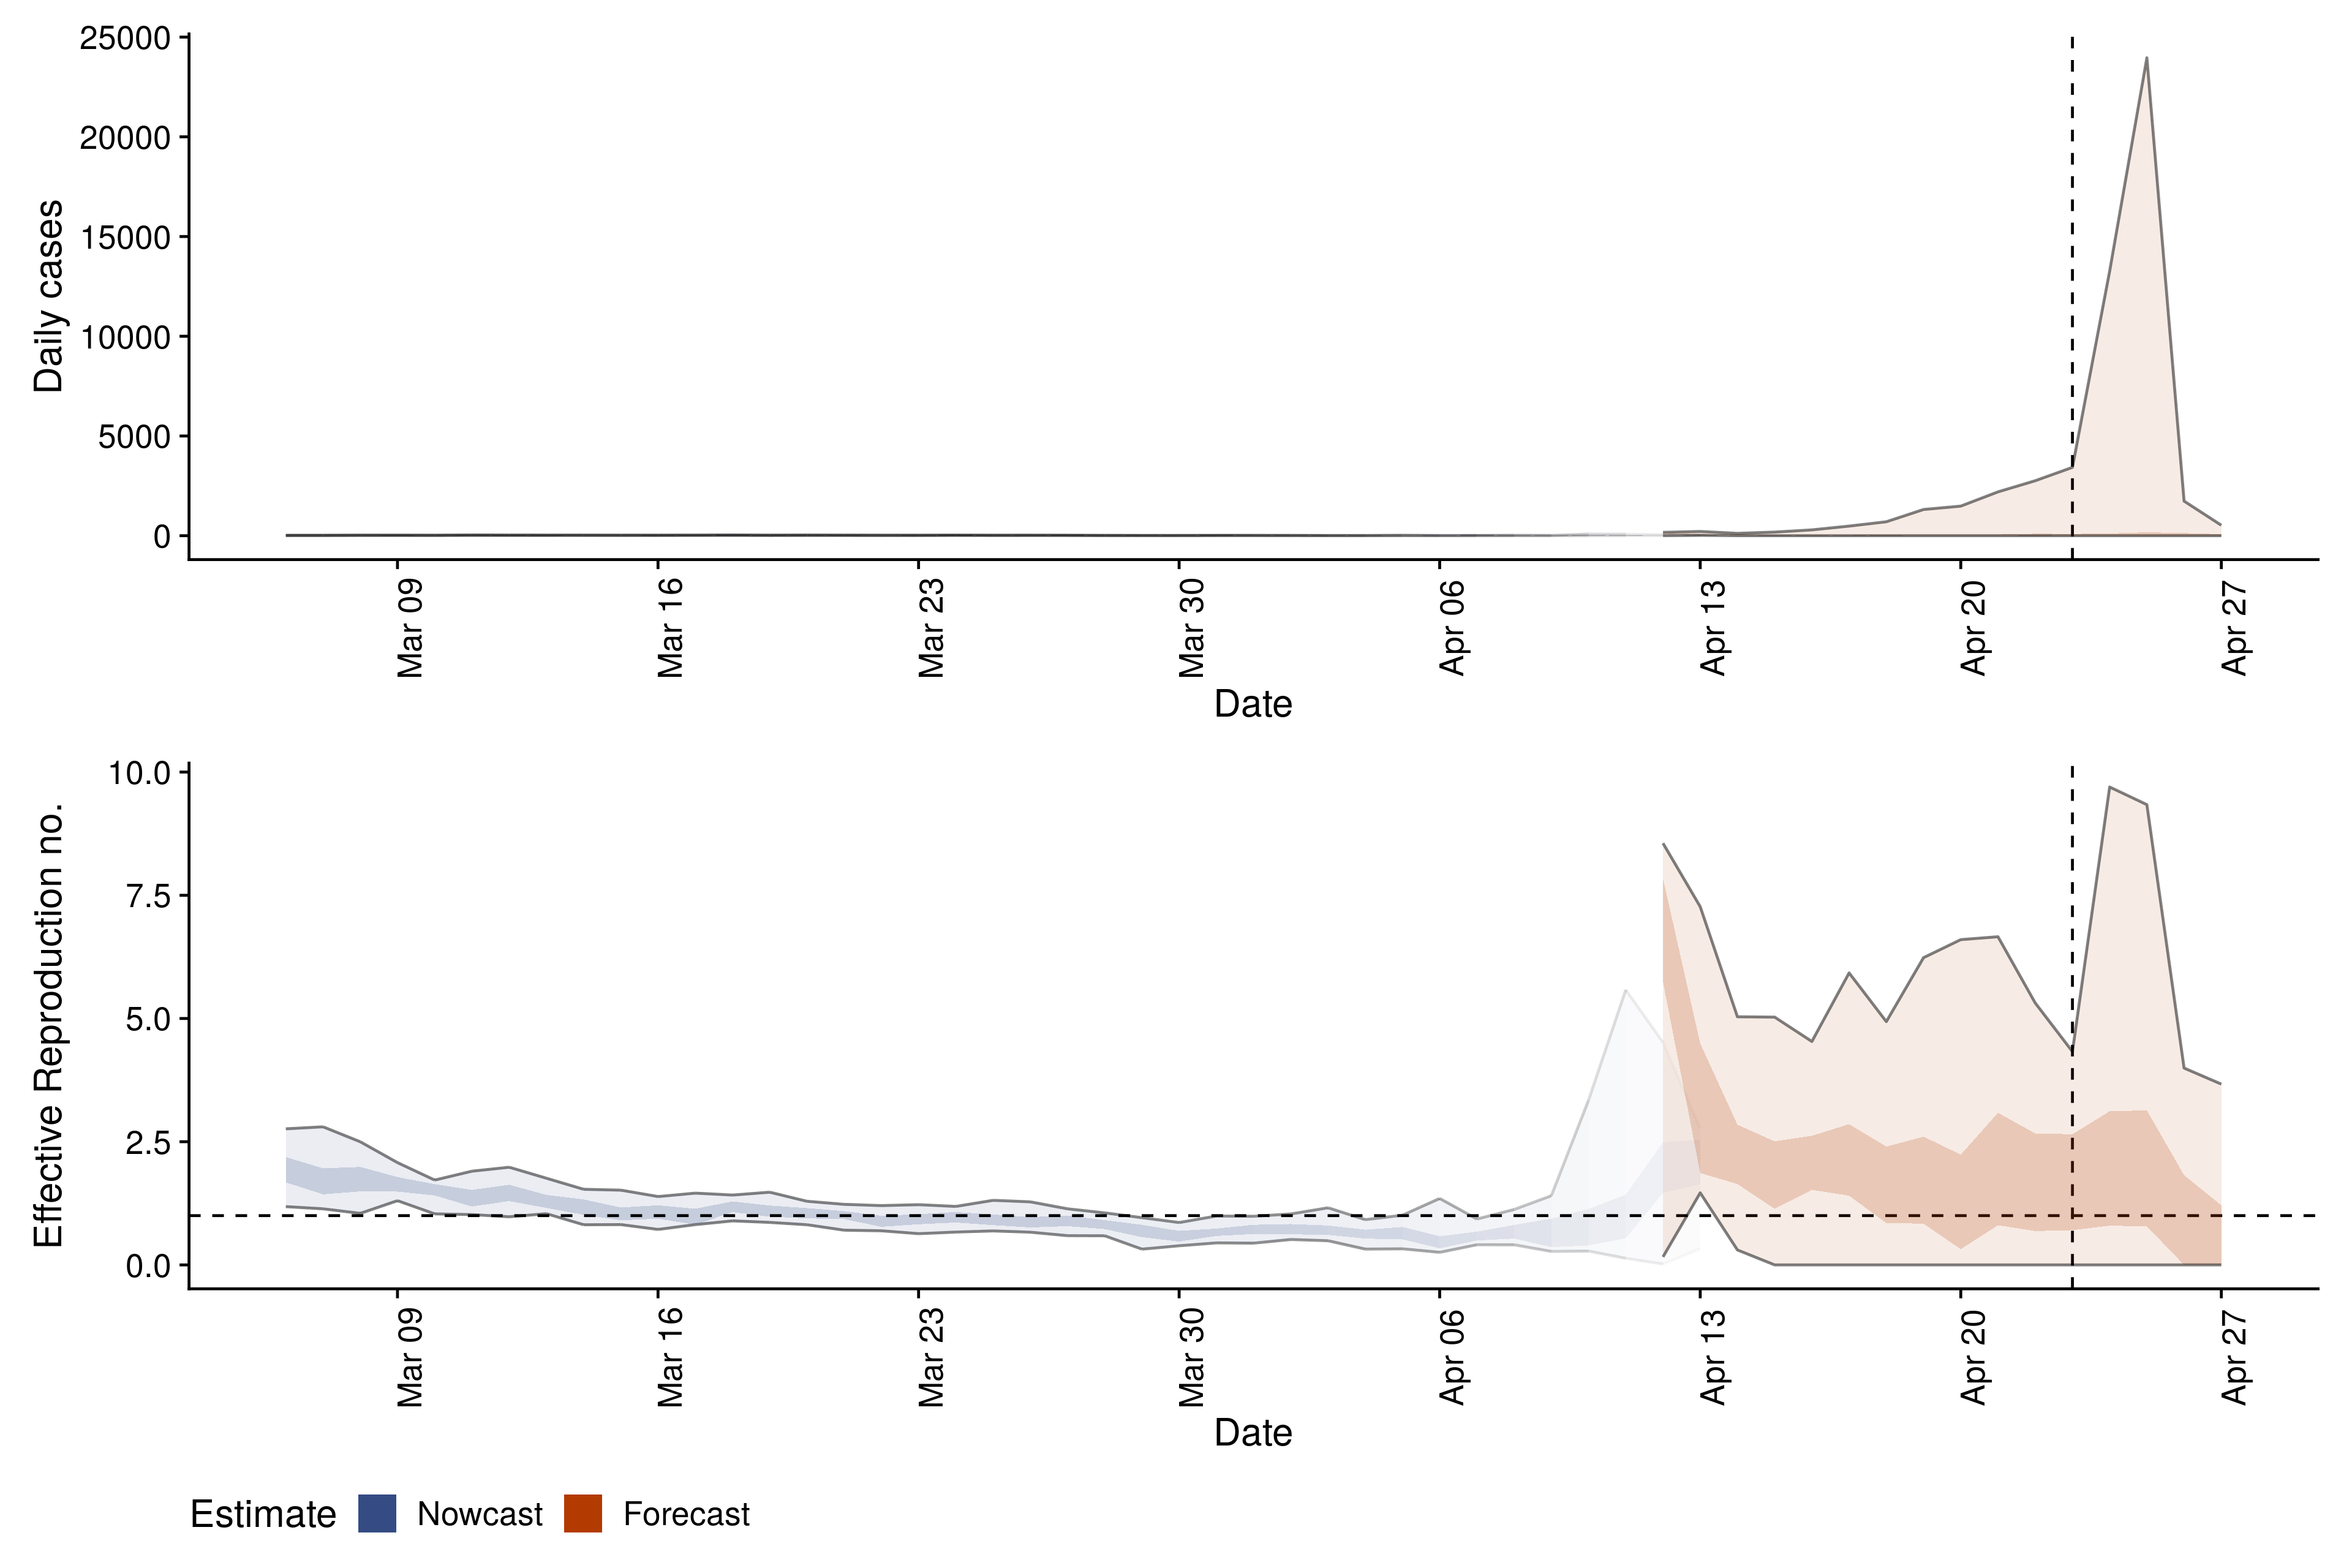 25000
20000
15000
10000
5000
0
Daily cases
Mar 09
Mar 16
Mar 23
Mar 30
Apr 06
Apr 13
Apr 20
Apr 27
Date
10.0
7.5
5.0
2.5
0.0
Effective Reproduction no.
Mar 09
Mar 16
Mar 23
Mar 30
Apr 06
Apr 13
Apr 20
Apr 27
Date
Estimate Nowcast Forecast